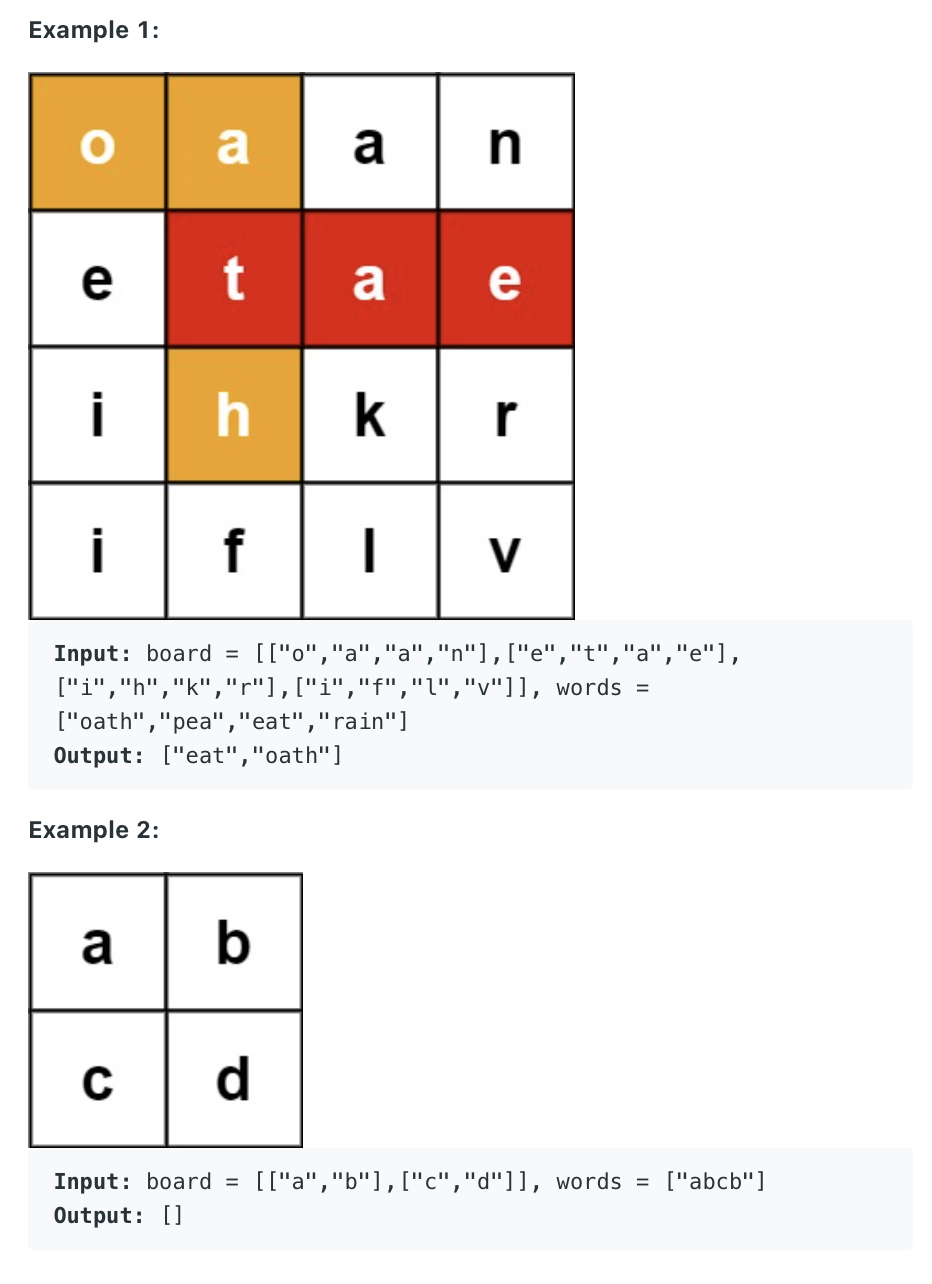 Example 1:
o a a n
e t a e
i h k r
i f l v
Input: board = [["o","a","a","n"],["e","t","a","e"],
["i","h","k","r"],["i","f","l","v"]], words =
["oath","pea","eat","rain"]
Output: ["eat","oath"]
Example 2:
a b
c d
Input: board = [["a","b"],["c","d"]], words = ["abcb"]
Output: []